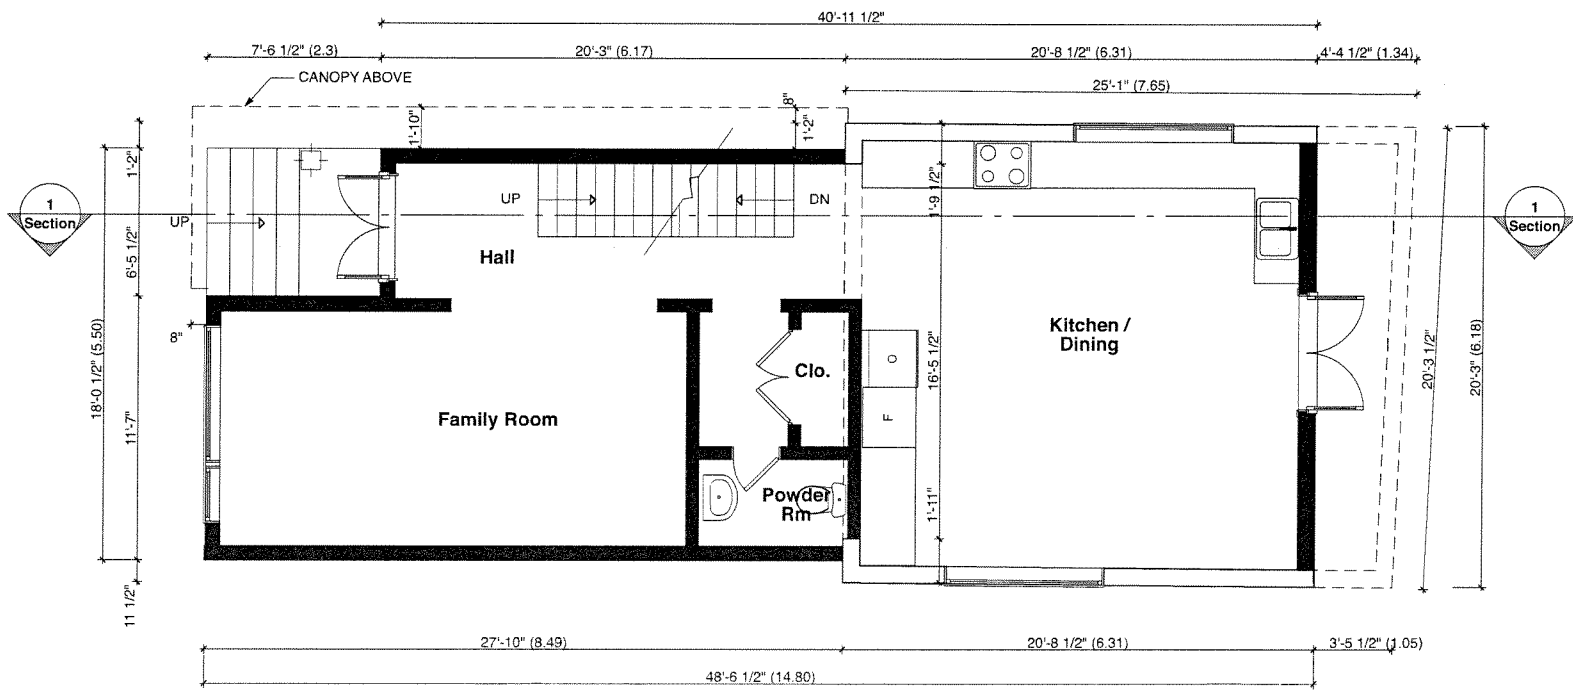 40'-11 1/2"
7'-6 1/2" (2.3)
20'-3" (6.17)
20'-8 1/2" (6.31)
4'-4 1/2" (1.34)
CANOPY ABOVE
25'-1" (7.65)
8"
1'-10"
1'-2"
1'-2"
1
Section
UP
UP
DN
1'-9 1/2"
1
Section
6'-5 1/2"
Hall
Kitchen /
Dining
8"
18'-0 1/2" (5.50)
Clo.
O
16'-5 1/2"
20'-3 1/2"
20'-3" (6.18)
11'-7"
Family Room
F
Powder
Rm
1'-11"
11 1/2"
27'-10" (8.49)
20'-8 1/2" (6.31)
3'-5 1/2" (1.05)
48'-6 1/2" (14.80)